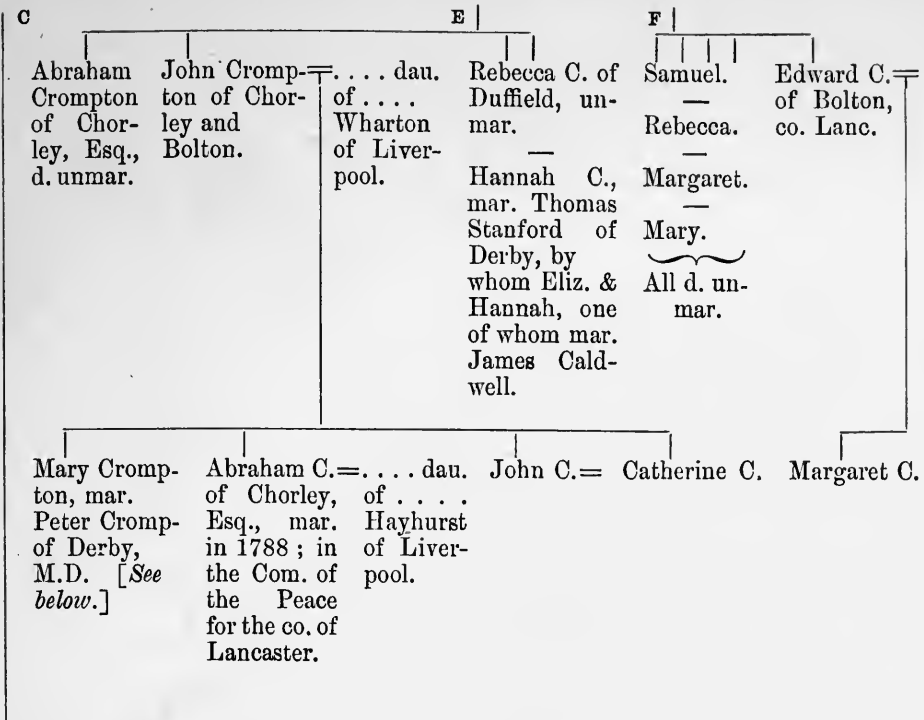 C
E
F
Abraham
Crompton
of Chor-
ley, Esq.,
d. unmar.
John Cromp-
ton of Chor-
ley and
Bolton.
=. . . . dau.
of . . . .
Wharton
of Liver-
pool.
Rebecca C. of
Duffield, un-
mar.
—
Hannah C.,
mar. Thomas
Stanford of
Derby, by
whom Eliz. &
Hannah, one
of whom mar.
James Cald-
well.
Samuel.
—
Rebecca.
—
Margaret.
—
Mary.
All d. un-
mar.
Edward C.=
of Bolton,
co. Lanc.
Mary Cromp-
ton, mar.
Peter Cromp-
of Derby,
M.D. [See
below.]
Abraham C.=
of Chorley,
Esq., mar.
in 1788 ; in
the Com. of
the Peace
for the co. of
Lancaster.
. . . . dau.
of . . . .
Hayhurst
of Liver-
pool.
John C.=
Catherine C.
Margaret C.